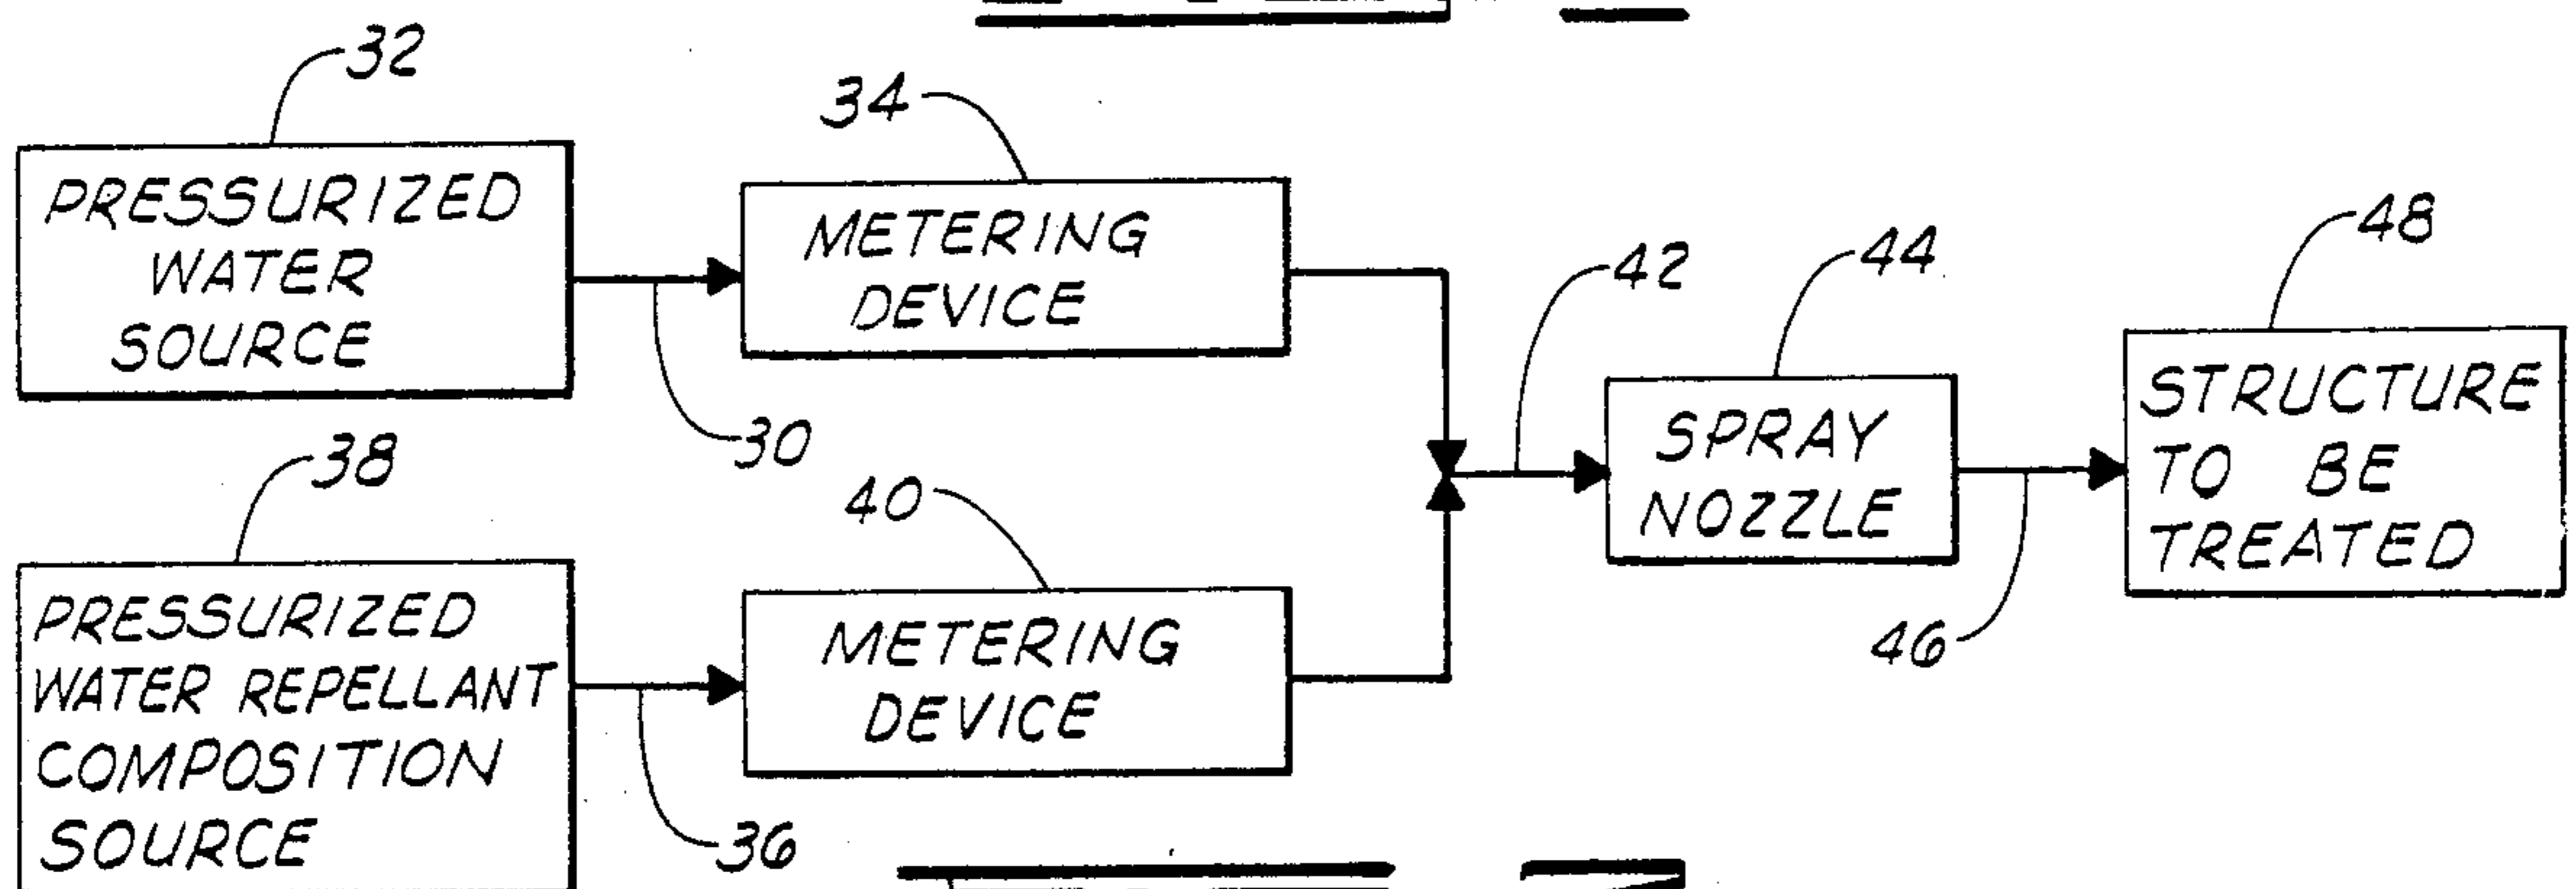 32
34
PRESSURIZED
WATER
SOURCE
METERING
DEVICE
30
42
44
48
38
40
PRESSURIZED
WATER REPELLANT
COMPOSITION
SOURCE
METERING
DEVICE
36
SPRAY
NOZZLE
46
STRUCTURE
TO BE
TREATED